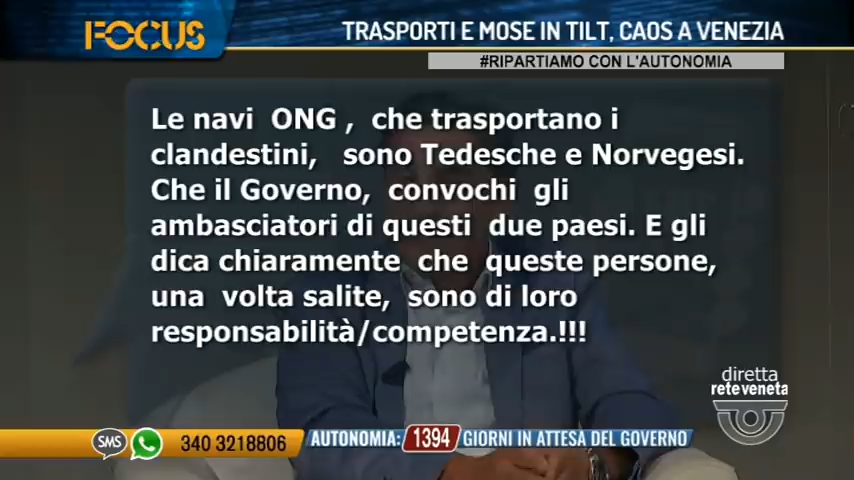 FOCUS
TRASPORTI E MOSE IN TILT, CAOS A VENEZIA
#RIPARTIAMO CON L'AUTONOMIA
Le navi ONG , che trasportano i
clandestini, sono Tedesche e Norvegesi.
Che il Governo, convochi gli
ambasciatori di questi due paesi. E gli
dica chiaramente che queste persone,
una volta salite, sono di loro
responsabilità/competenza.!!!
diretta
reteveneta
SMS
340 3218806
AUTONOMIA: 1394 GIORNI IN ATTESA DEL GOVERNO